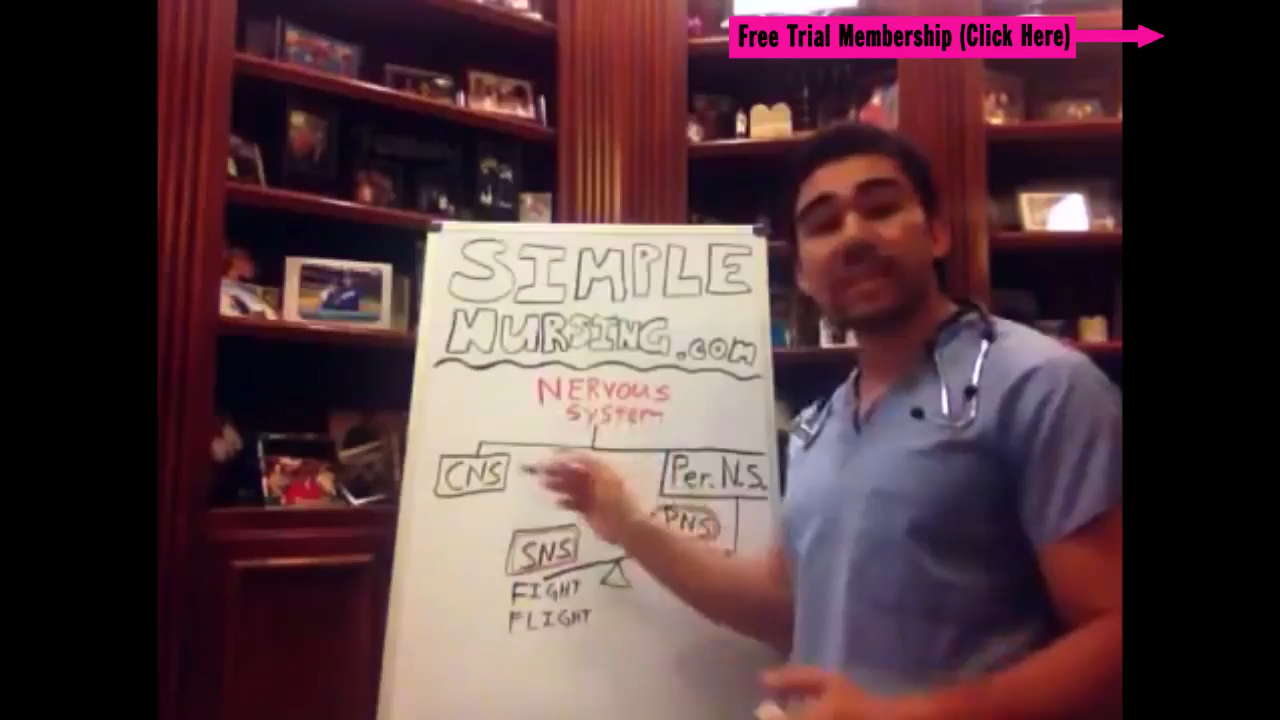 Free Trial Membership (Click Here)
SIMPLE
NURSING.COM
NERVOUS
SYSTEM
CNS
Per. N.S.
PNS
SNS
FIGHT
FLIGHT